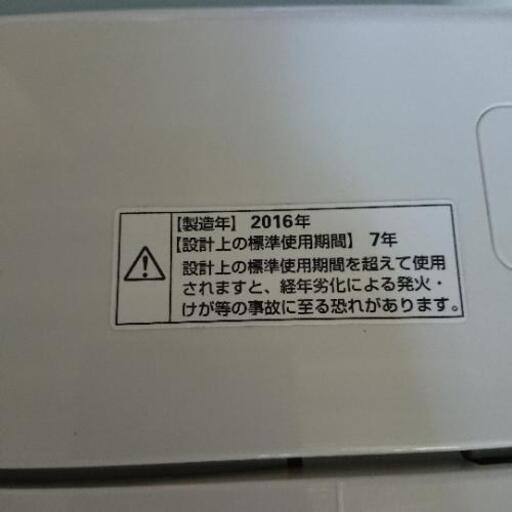 【製造年】 2016年
【設計上の標準使用期間】 7年
設計上の標準使用期間を超えて使用
されますと、経年劣化による発火・
けが等の事故に至る恐れがあります。